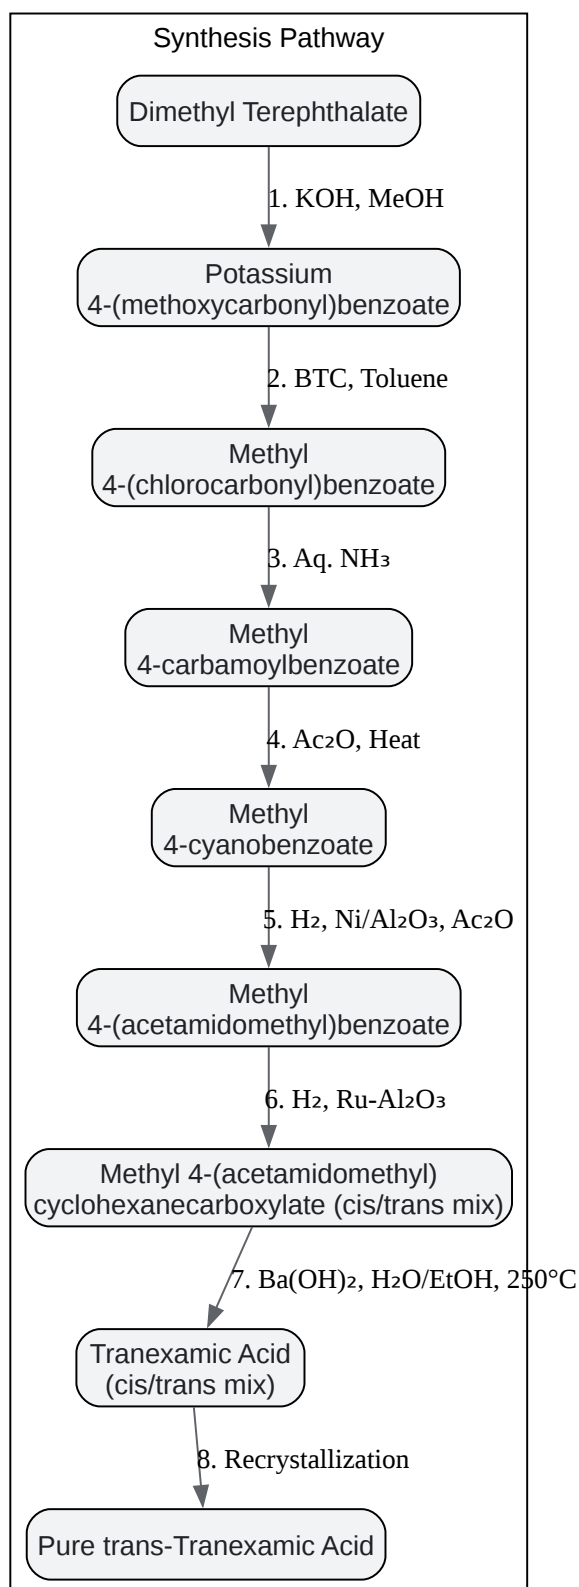 Synthesis Pathway
Dimethyl Terephthalate
1. KOH, MeOH
Potassium
4-(methoxycarbonyl)benzoate
2. BTC, Toluene
Methyl
4-(chlorocarbonyl)benzoate
3. Aq. NH₃
Methyl
4-carbamoylbenzoate
4. Ac₂O, Heat
Methyl
4-cyanobenzoate
5. H₂, Ni/Al₂O₃, Ac₂O
Methyl
4-(acetamidomethyl)benzoate
6. H₂, Ru-Al₂O₃
Methyl 4-(acetamidomethyl)
cyclohexanecarboxylate (cis/trans mix)
7. Ba(OH)₂, H₂O/EtOH, 250°C
Tranexamic Acid
(cis/trans mix)
8. Recrystallization
Pure trans-Tranexamic Acid